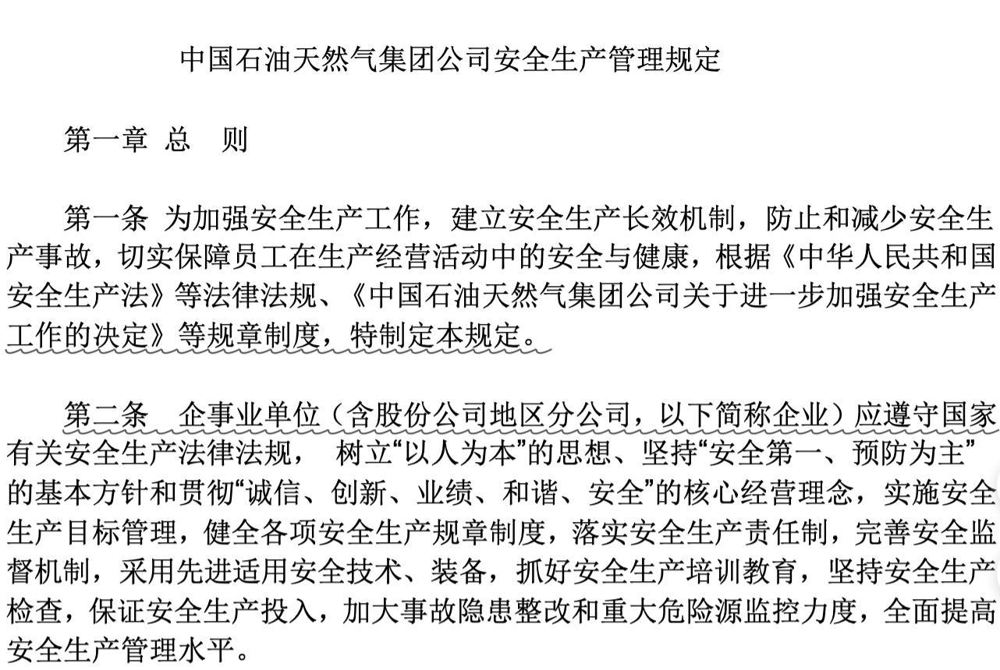 中国石油天然气集团公司安全生产管理规定
第一章 总  则
第一条 为加强安全生产工作，建立安全生产长效机制，防止和减少安全生
产事故，切实保障员工在生产经营活动中的安全与健康，根据《中华人民共和国
安全生产法》等法律法规、《中国石油天然气集团公司关于进一步加强安全生产
工作的决定》等规章制度，特制定本规定。
第二条  企事业单位（含股份公司地区分公司，以下简称企业）应遵守国家
有关安全生产法律法规，  树立“以人为本”的思想、坚持“安全第一、预防为主”
的基本方针和贯彻“诚信、创新、业绩、和谐、安全”的核心经营理念，实施安全
生产目标管理，健全各项安全生产规章制度，落实安全生产责任制，完善安全监
督机制，采用先进适用安全技术、装备，抓好安全生产培训教育，坚持安全生产
检查，保证安全生产投入，加大事故隐患整改和重大危险源监控力度，全面提高
安全生产管理水平。